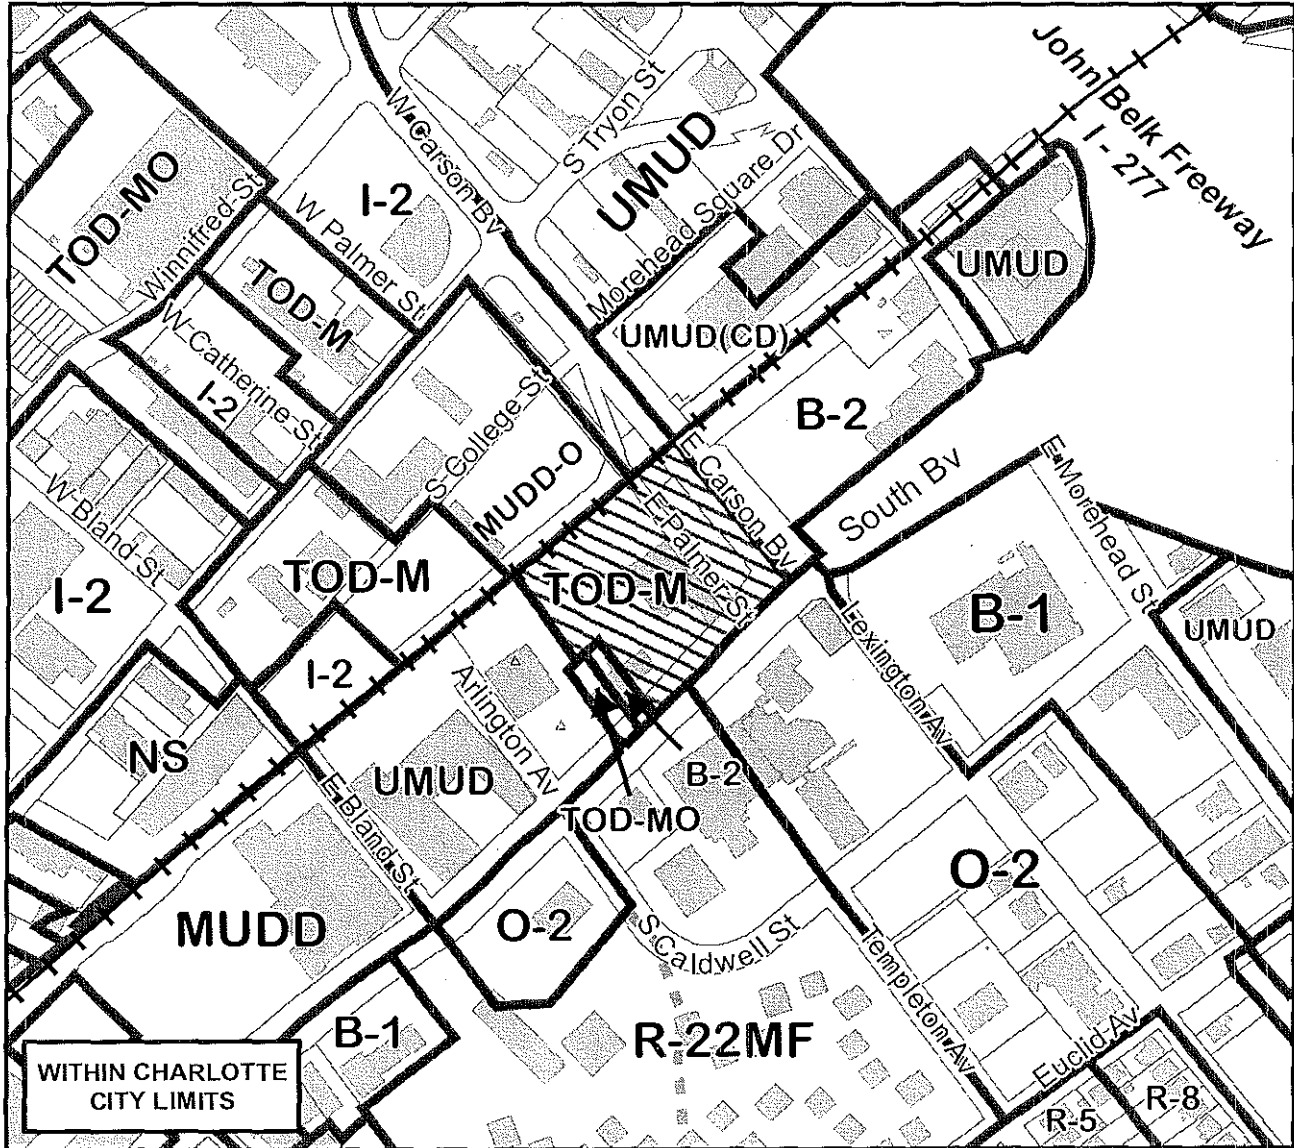 John Belk Freeway
I - 277
W Carson Bv
S Tryon St
UMUD
Morehead Square Dr
TOD-MO
Winnifred St
I-2
W Palmer St
TOD-M
W Catherine St
I-2
UMUD
UMUD(CD)
B-2
S College St
MUDD-O
E Carson Bv
South Bv
E Morehead St
W Bland St
I-2
TOD-M
TOD-M
E Palmer St
B-1
UMUD
Lexington Av
I-2
Arlington Av
NS
UMUD
B-2
TOD-MO
E Bland St
O-2
MUDD
O-2
S Caldwell St
Templeton Av
B-1
R-22MF
Euclid Av
R-5
R-8
WITHIN CHARLOTTE
CITY LIMITS